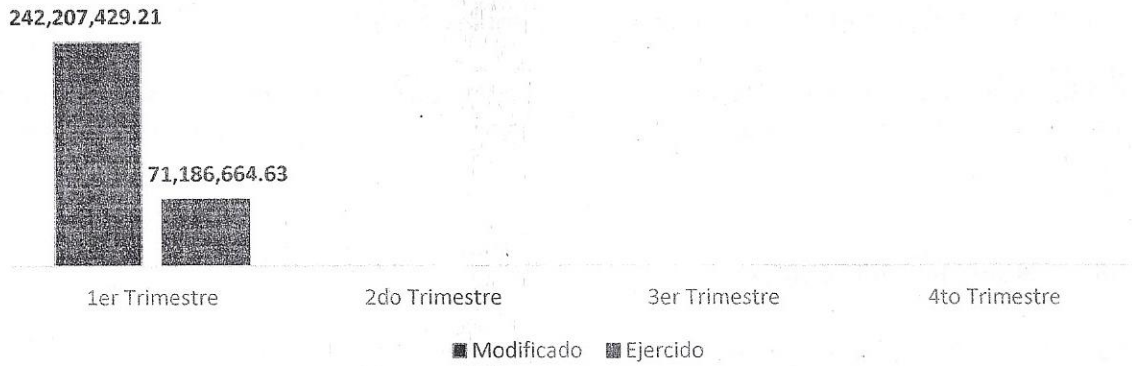 242,207,429.21
71,186,664.63
1er Trimestre 2do Trimestre 3er Trimestre 4to Trimestre
Modificado Ejercido